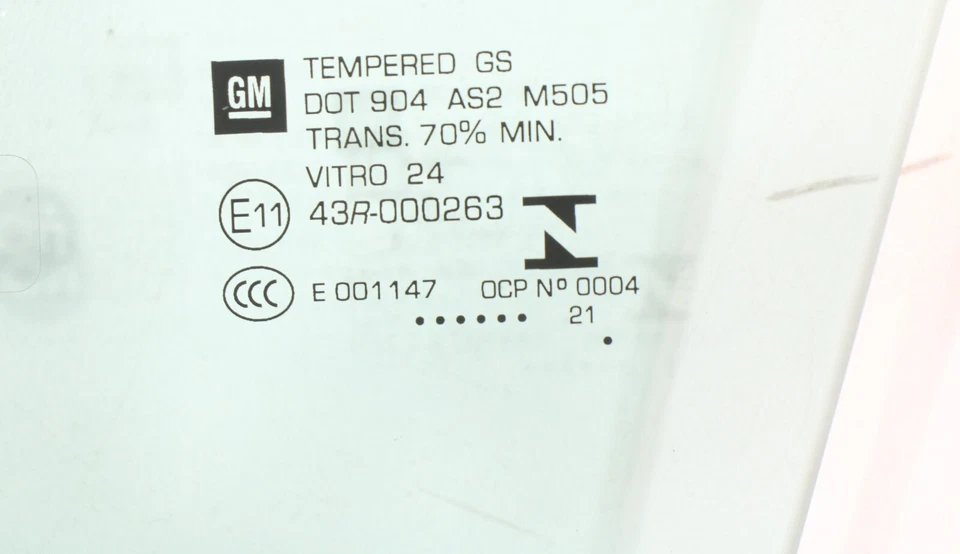 GM
TEMPERED GS
DOT 904 AS2 M505
TRANS. 70% MIN.
VITRO 24
E11 43R-000263
CCC E 001147 OCP Nº 0004
21